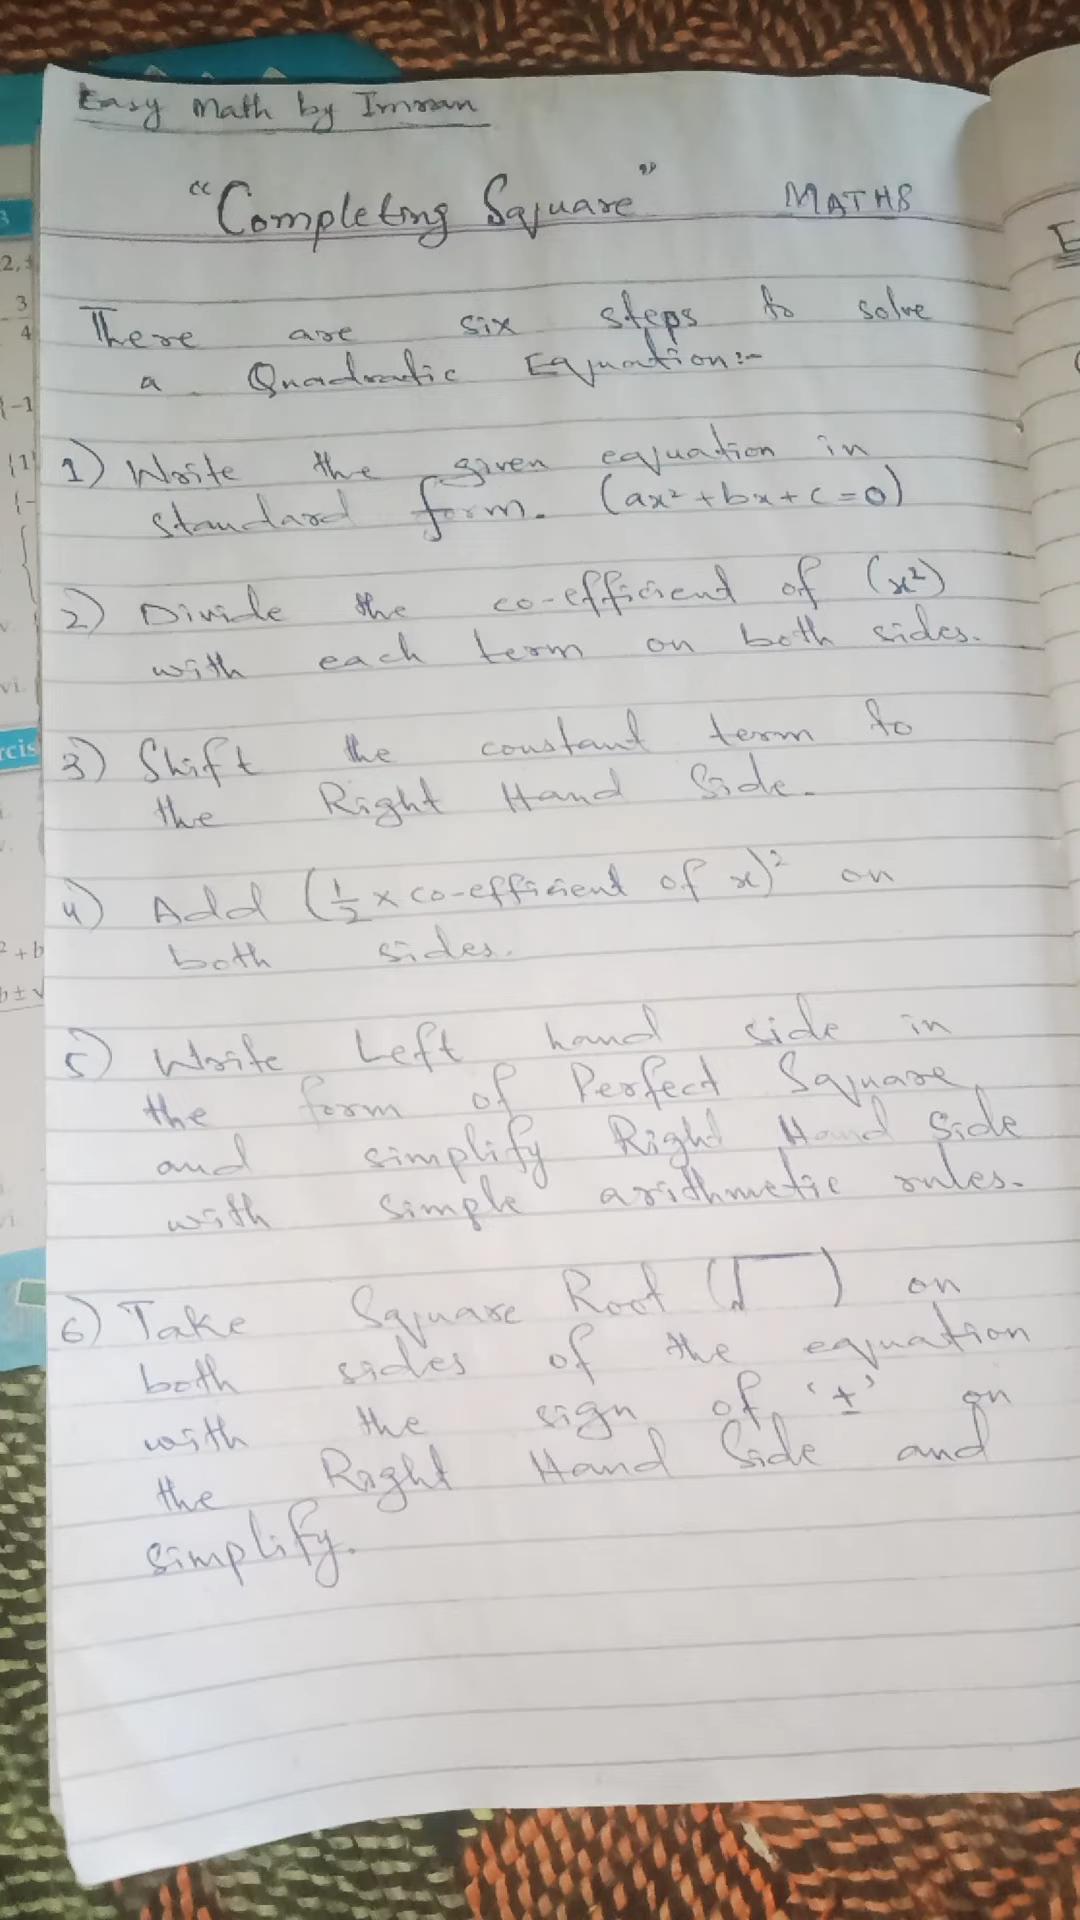 Easy Math by Imran
"Completing Square" MATHS
There are six steps to solve
a Quadratic Equation:-
1) Write the given equation in
standard form. (ax² + bx + c = 0)
2) Divide the co-efficient of (x²)
with each term on both sides.
3) Shift the constant term to
the Right Hand Side.
4) Add (1/2 × co-efficient of x)² on
both sides.
5) Write Left hand side in
the form of Perfect Square
and simplify Right Hand Side
with simple arithmetic rules.
6) Take Square Root (√ ) on
both sides of the equation
with the sign of '±' on
the Right Hand Side and
simplify.